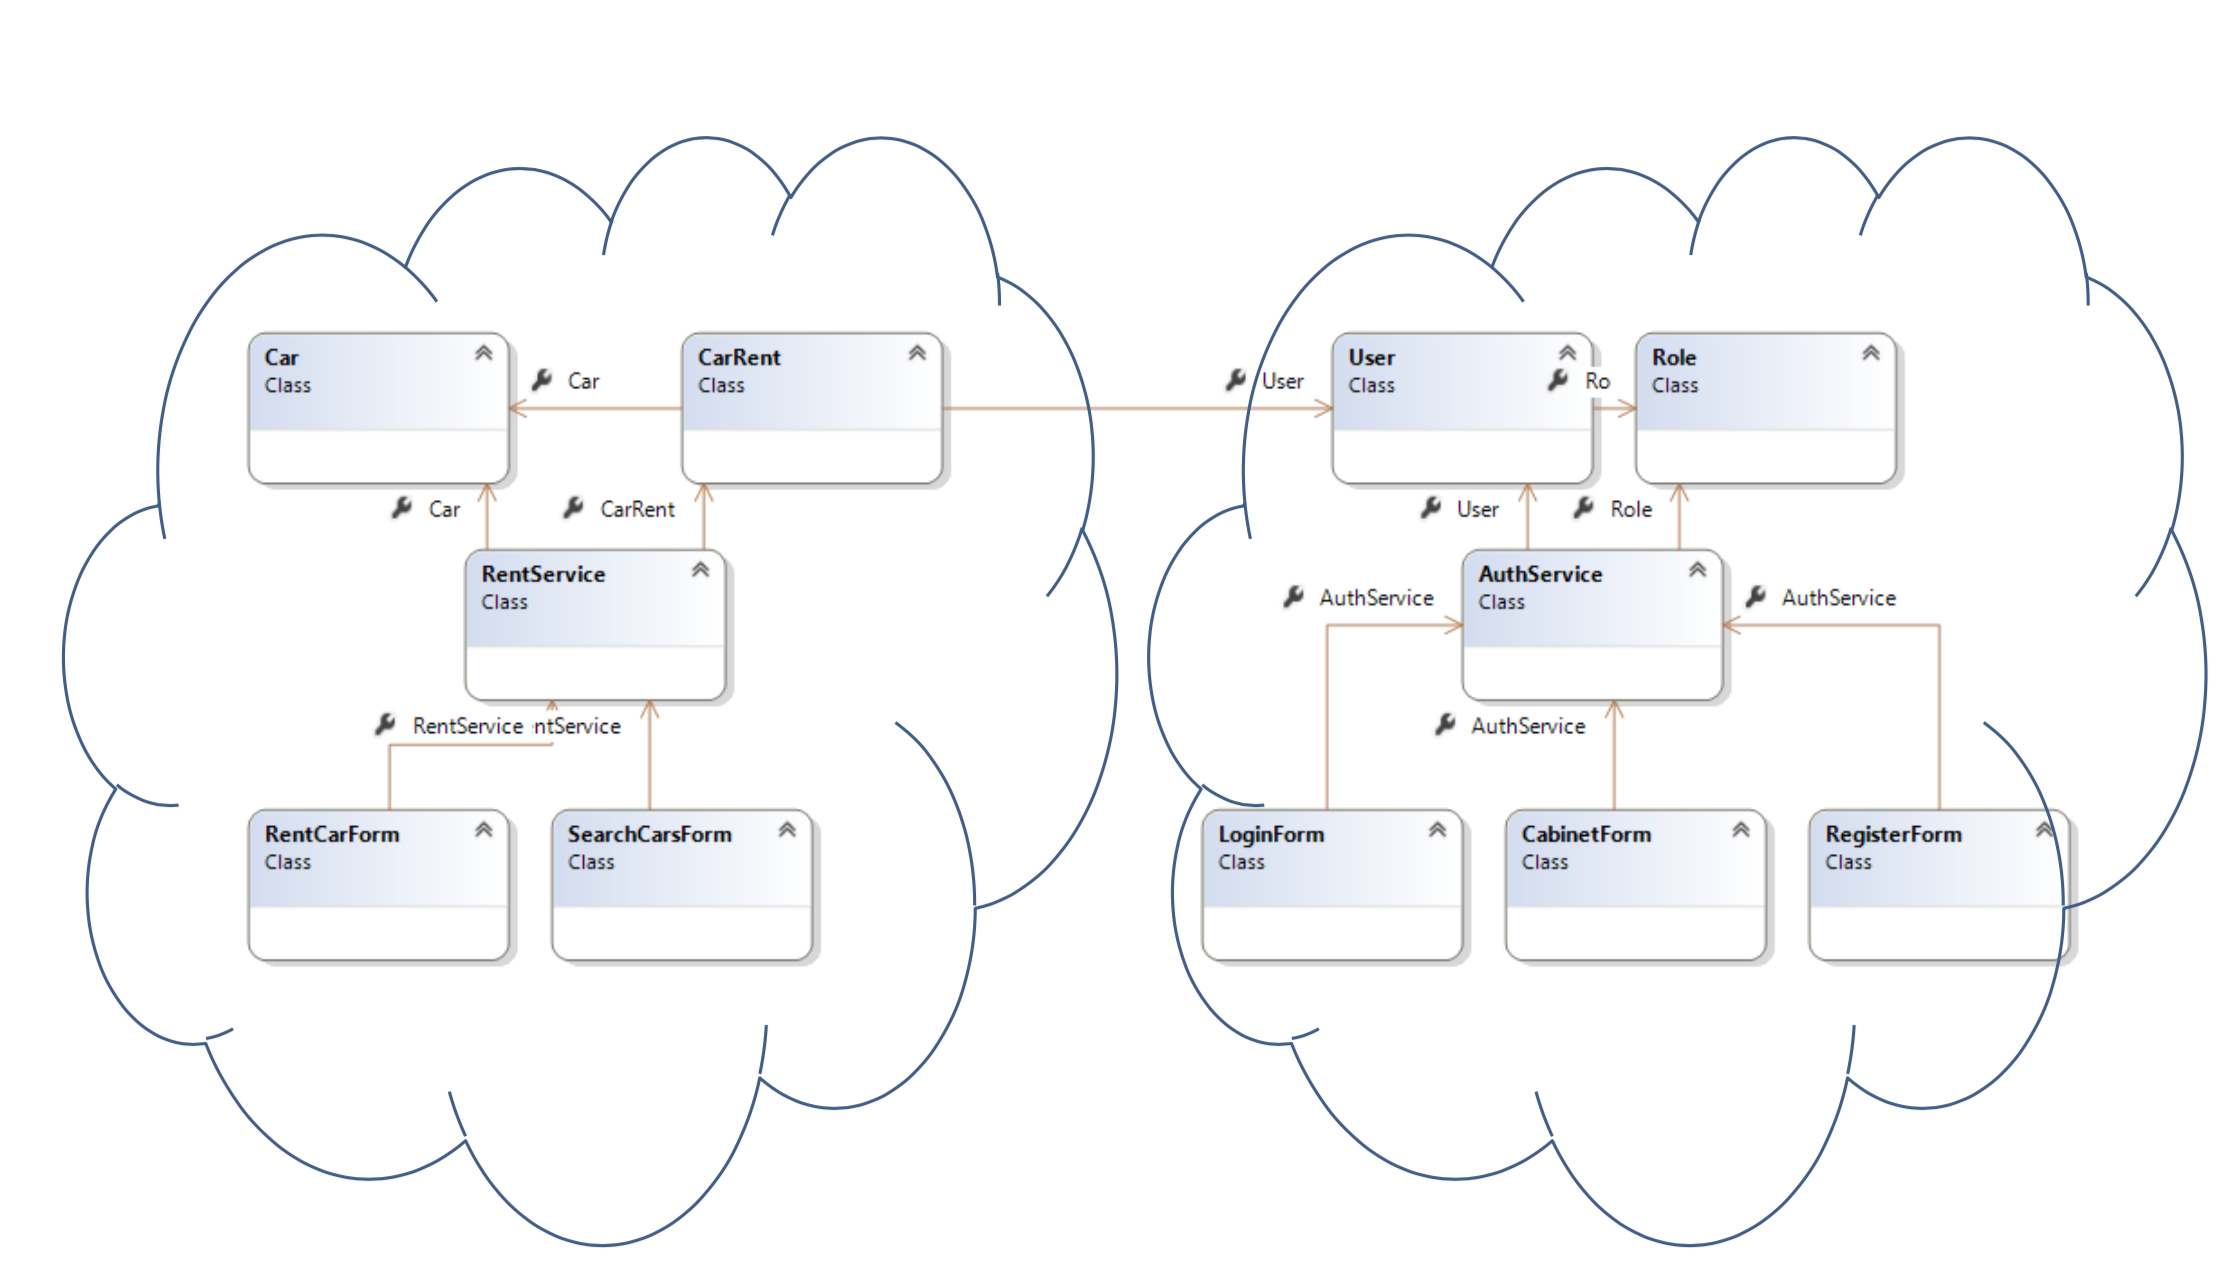 Car
Class
Car
CarRent
Class
User
User
Class
Ro
Role
Class
Car
CarRent
User
Role
RentService
Class
AuthService
AuthService
Class
AuthService
RentService
ntService
AuthService
RentCarForm
Class
SearchCarsForm
Class
LoginForm
Class
CabinetForm
Class
RegisterForm
Class